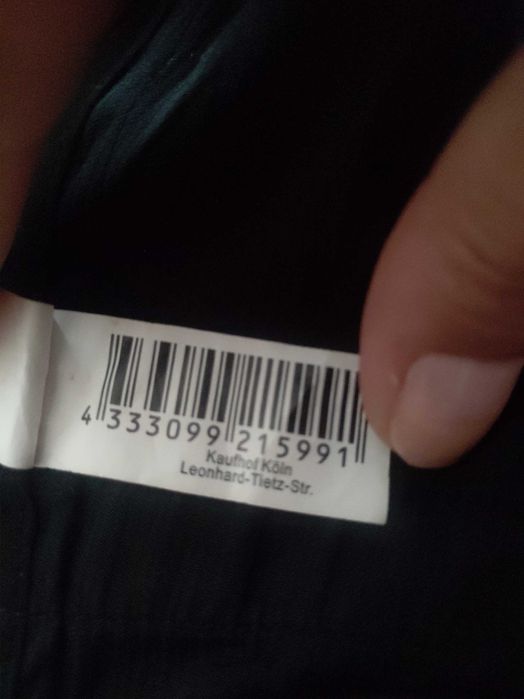 4 333099 215991
Kaufhof Köln
Leonhard-Tietz-Str.